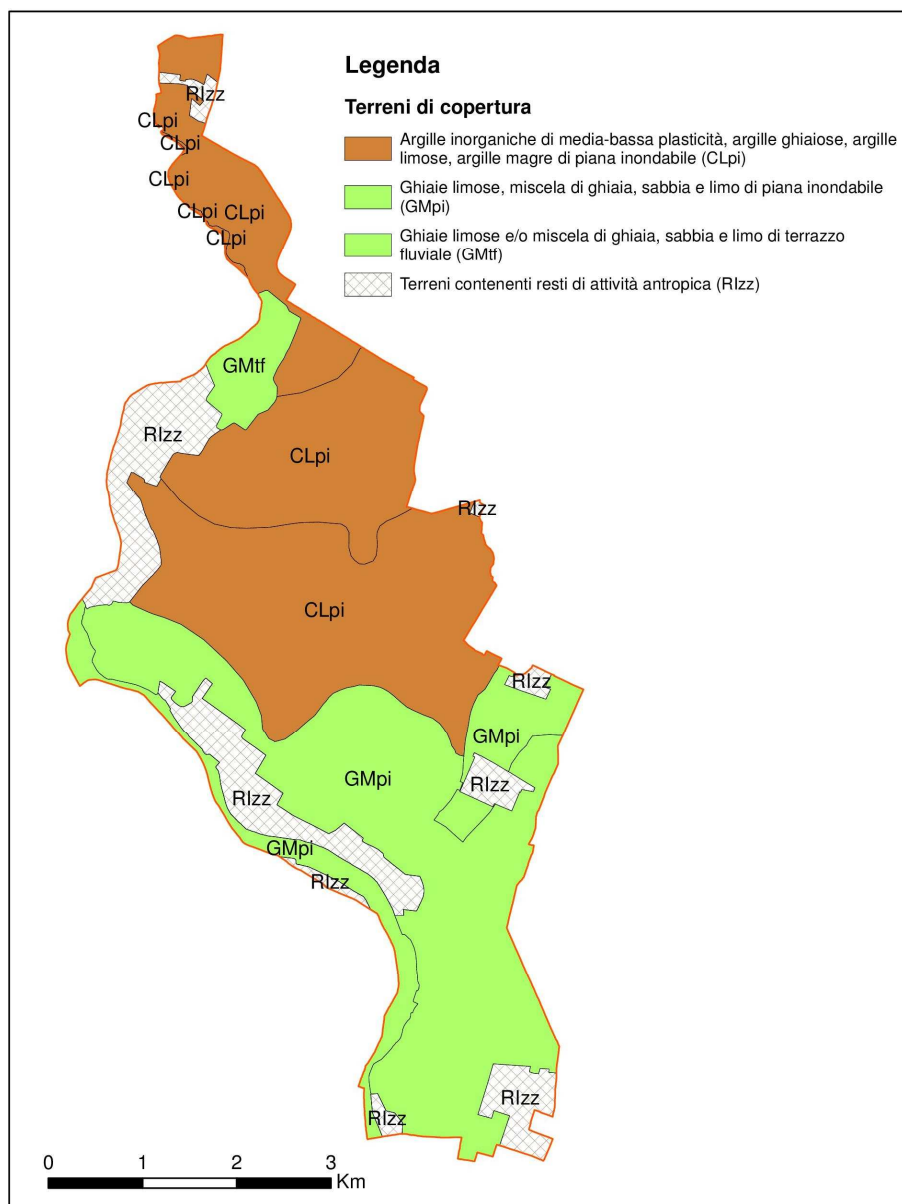 Legenda
Terreni di copertura
Argille inorganiche di media-bassa plasticità, argille ghiaiose, argille
limose, argille magre di piana inondabile (CLpi)
Ghiaie limose, miscela di ghiaia, sabbia e limo di piana inondabile
(GMpi)
Ghiaie limose e/o miscela di ghiaia, sabbia e limo di terrazzo
fluviale (GMtf)
Terreni contenenti resti di attività antropica (RIzz)
RIzz
CLpi
CLpi
CLpi
CLpi CLpi
CLpi
GMtf
RIzz
CLpi
RIzz
CLpi
RIzz
GMpi
GMpi
RIzz
RIzz
GMpi
RIzz
RIzz
RIzz
0 1 2 3
Km